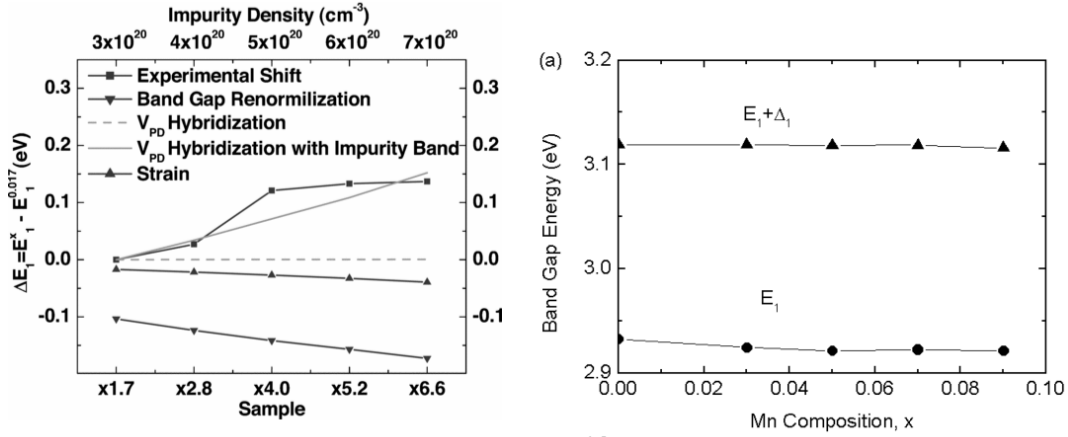 Impurity Density (cm⁻³)
3x10²⁰ 4x10²⁰ 5x10²⁰ 6x10²⁰ 7x10²⁰
0.3 0.3
0.2 0.2
0.1 0.1
0.0 0.0
-0.1 -0.1
Experimental Shift
Band Gap Renormilization
V_PD Hybridization
V_PD Hybridization with Impurity Band
Strain
ΔE₁=E₁ˣ - E₁⁰·⁰¹⁷(eV)
x1.7 x2.8 x4.0 x5.2 x6.6
Sample
(a)
3.2
3.1
3.0
2.9
Band Gap Energy (eV)
E₁+Δ₁
E₁
0.00 0.02 0.04 0.06 0.08 0.10
Mn Composition, x